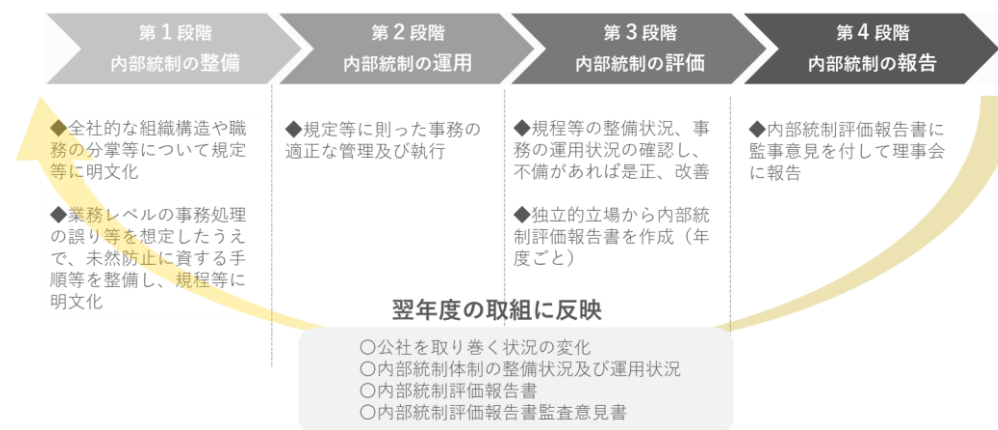 第1段階
内部統制の整備
第2段階
内部統制の運用
第3段階
内部統制の評価
第4段階
内部統制の報告
◆全社的な組織構造や職
務の分掌等について規定
等に明文化
◆業務レベルの事務処理
の誤り等を想定したうえ
で、未然防止に資する手
順等を整備し、規程等に
明文化
◆規定等に則った事務の
適正な管理及び執行
◆規程等の整備状況、事
務の運用状況の確認し、
不備があれば是正、改善
◆独立的立場から内部統
制評価報告書を作成（年
度ごと）
◆内部統制評価報告書に
監事意見を付して理事会
に報告
翌年度の取組に反映
〇公社を取り巻く状況の変化
〇内部統制体制の整備状況及び運用状況
〇内部統制評価報告書
〇内部統制評価報告書監査意見書